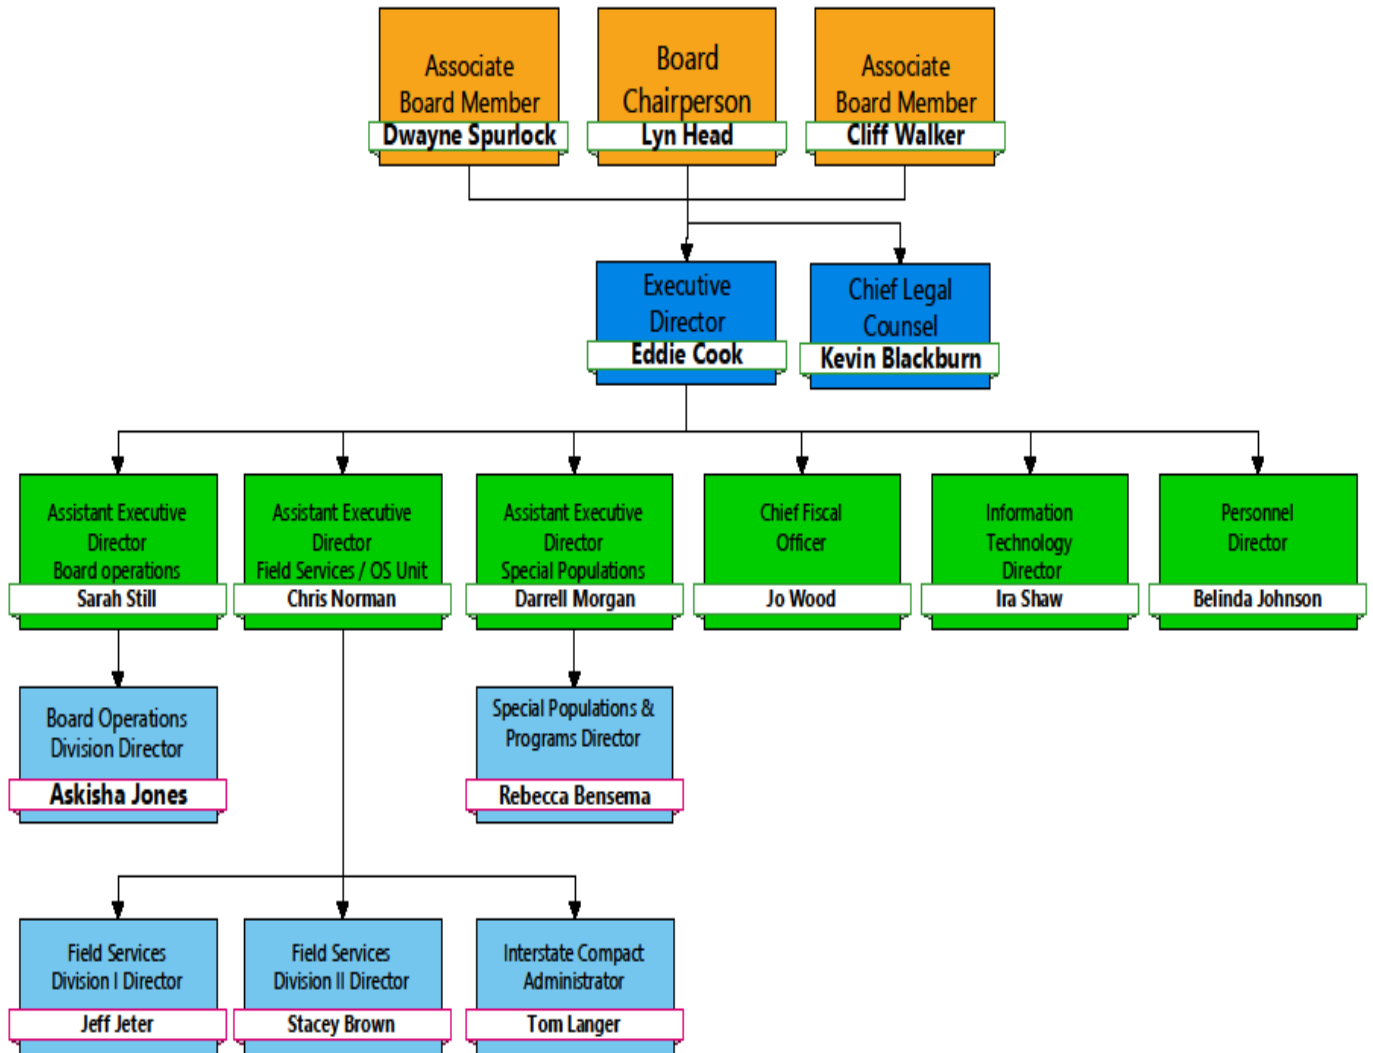 Associate
Board Member
Dwayne Spurlock
Board
Chairperson
Lyn Head
Associate
Board Member
Cliff Walker
Executive
Director
Eddie Cook
Chief Legal
Counsel
Kevin Blackburn
Assistant Executive
Director
Board operations
Sarah Still
Assistant Executive
Director
Field Services / OS Unit
Chris Norman
Assistant Executive
Director
Special Populations
Darrell Morgan
Chief Fiscal
Officer
Jo Wood
Information
Technology
Director
Ira Shaw
Personnel
Director
Belinda Johnson
Board Operations
Division Director
Askisha Jones
Special Populations &
Programs Director
Rebecca Bensema
Field Services
Division I Director
Jeff Jeter
Field Services
Division II Director
Stacey Brown
Interstate Compact
Administrator
Tom Langer